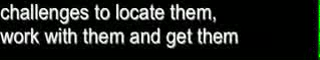 challenges to locate them,
work with them and get them